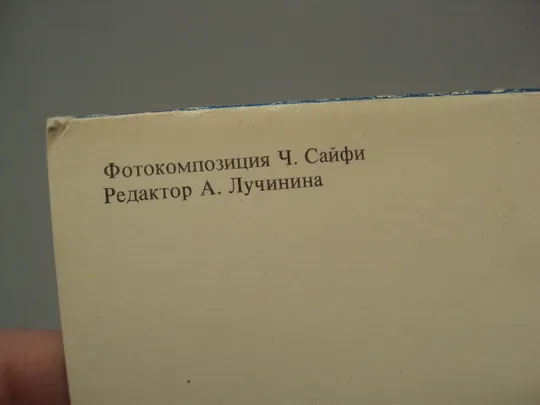 Фотокомпозиция Ч. Сайфи
Редактор А. Лучинина